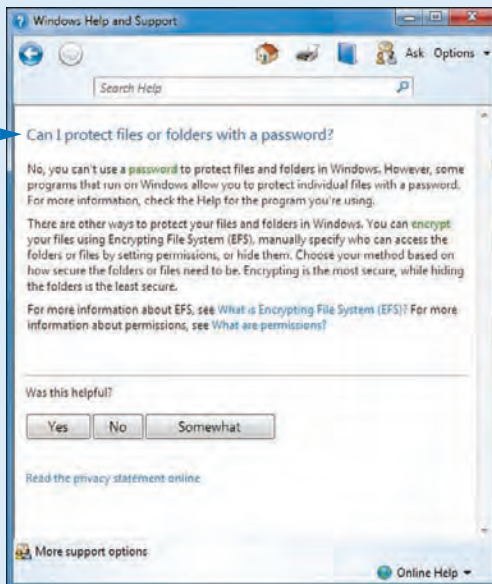 Windows Help and Support
Ask Options
Search Help
Can I protect files or folders with a password?
No, you can't use a password to protect files and folders in Windows. However, some
programs that run on Windows allow you to protect individual files with a password.
For more information, check the Help for the program you're using.
There are other ways to protect your files and folders in Windows. You can encrypt
your files using Encrypting File System (EFS), manually specify who can access the
folders or files by setting permissions, or hide them. Choose your method based on
how secure the folders or files need to be. Encrypting is the most secure, while hiding
the folders is the least secure.
For more information about EFS, see What is Encrypting File System (EFS)? For more
information about permissions, see What are permissions?
Was this helpful?
Yes No Somewhat
Read the privacy statement online
More support options
Online Help